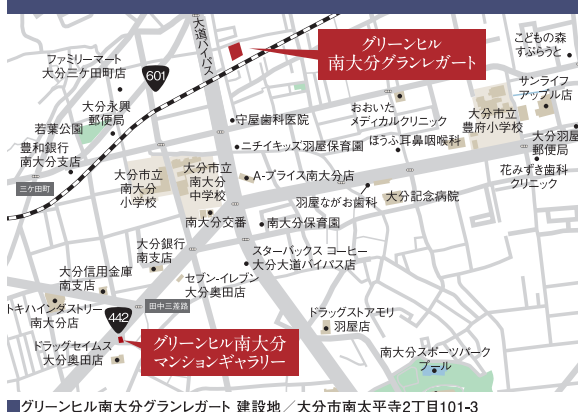 大道バイパス
グリーンヒル
南大分グランレガート
こどもの森
すぷらうと
ファミリーマート
大分三ケ田町店
601
サンライフ
アップル店
大分永興
郵便局
おおいた
メディカルクリニック
大分市立
豊府小学校
守屋歯科医院
若葉公園
豊和銀行
南大分支店
ニチイキッズ羽屋保育園
ほうふ耳鼻咽喉科
大分羽屋
郵便局
大分市立
南大分
小学校
大分市立
南大分
中学校
A-プライス南大分店
花みずき歯科
クリニック
三ケ田町
羽屋ながお歯科
大分記念病院
南大分交番
南大分保育園
大分銀行
南支店
スターバックス コーヒー
大分大道バイパス店
大分信用金庫
南支店
セブン-イレブン
大分奥田店
トキハインダストリー
南大分店
田中三差路
442
ドラッグストアモリ
羽屋店
グリーンヒル南大分
マンションギャラリー
ドラッグセイムス
大分奥田店
南大分スポーツパーク
プール
■グリーンヒル南大分グランレガート 建設地／大分市南太平寺2丁目101-3